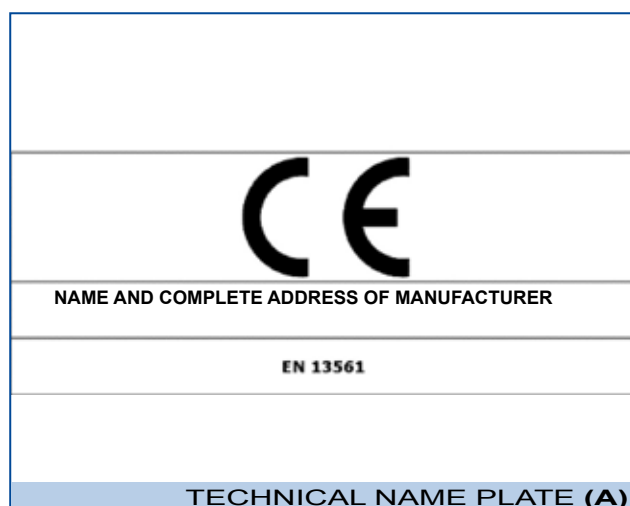 CE
NAME AND COMPLETE ADDRESS OF MANUFACTURER
EN 13561
TECHNICAL NAME PLATE (A)